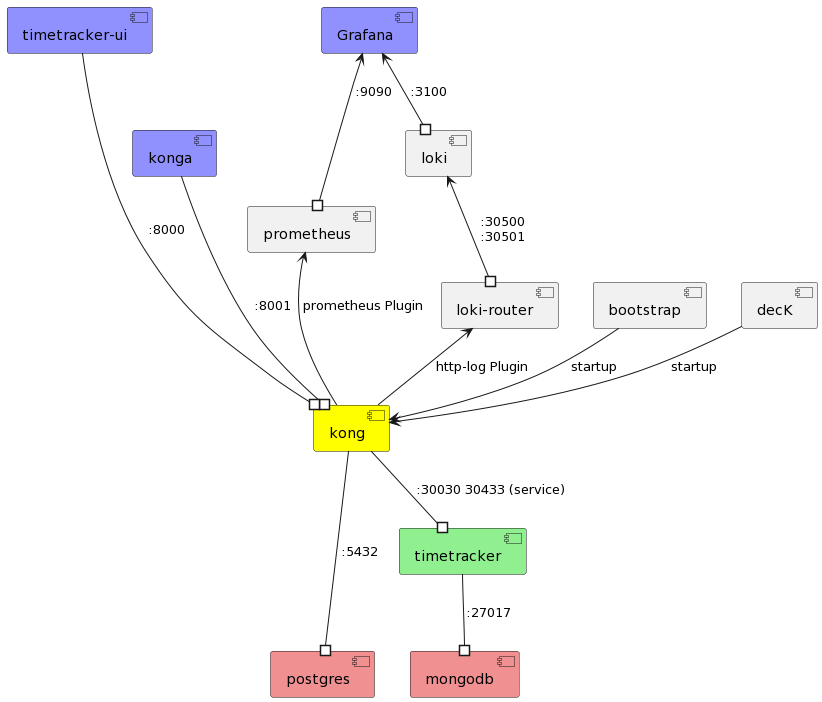 timetracker-ui
Grafana
:9090
:3100
konga
loki
:8000
prometheus
:30500
:30501
:8001
prometheus Plugin
loki-router
bootstrap
decK
http-log Plugin
startup
startup
kong
:30030 30433 (service)
:5432
timetracker
:27017
postgres
mongodb